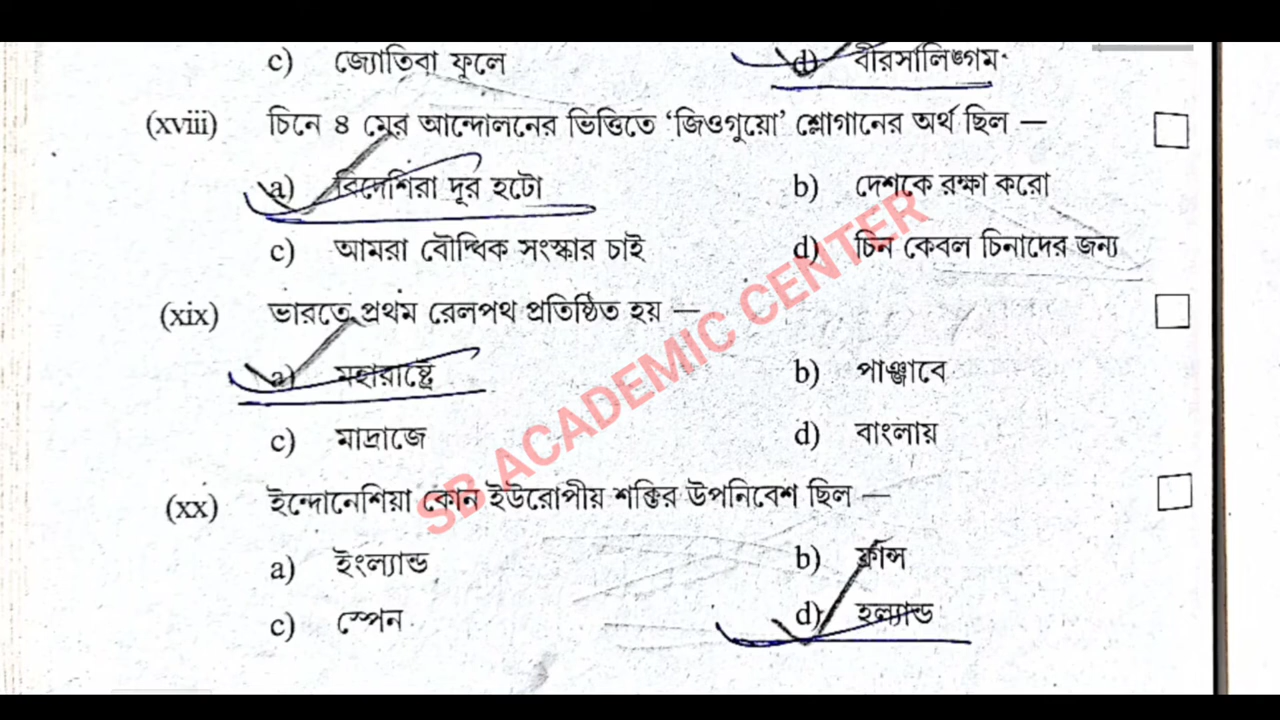 c) জ্যোতিবা ফুলে d) বীরসালিঙ্গম
(xviii) চিনে ৪ মের আন্দোলনের ভিত্তিতে ‘জিওগুয়ো’ শ্লোগানের অর্থ ছিল —
a) বিদেশিরা দূর হটো b) দেশকে রক্ষা করো
c) আমরা বৌদ্ধিক সংস্কার চাই d) চিন কেবল চিনাদের জন্য
(xix) ভারতে প্রথম রেলপথ প্রতিষ্ঠিত হয় —
a) মহারাষ্ট্রে b) পাঞ্জাবে
c) মাদ্রাজে d) বাংলায়
(xx) ইন্দোনেশিয়া কোন ইউরোপীয় শক্তির উপনিবেশ ছিল —
a) ইংল্যান্ড b) ফ্রান্স
c) স্পেন d) হল্যান্ড
SB ACADEMIC CENTER